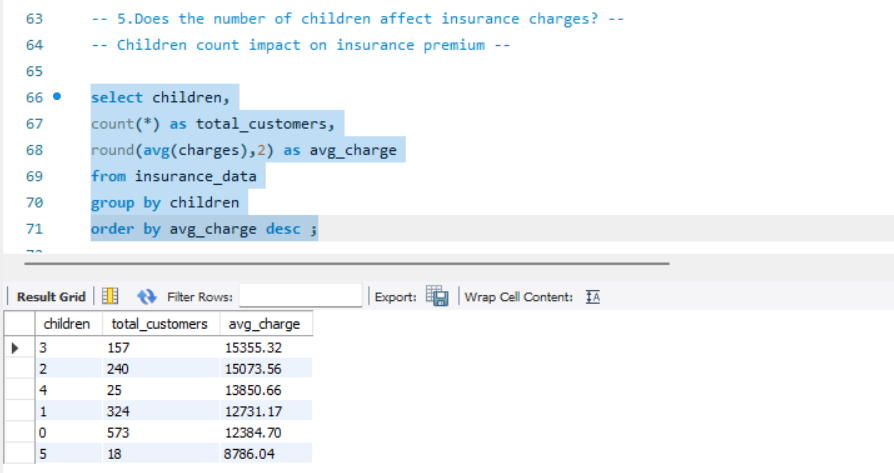 63 -- 5.Does the number of children affect insurance charges? --
64 -- Children count impact on insurance premium --
65
66 select children,
67 count(*) as total_customers,
68 round(avg(charges),2) as avg_charge
69 from insurance_data
70 group by children
71 order by avg_charge desc ;
Result Grid Filter Rows: Export: Wrap Cell Content: IA
children total_customers avg_charge
3 157 15355.32
2 240 15073.56
4 25 13850.66
1 324 12731.17
0 573 12384.70
5 18 8786.04